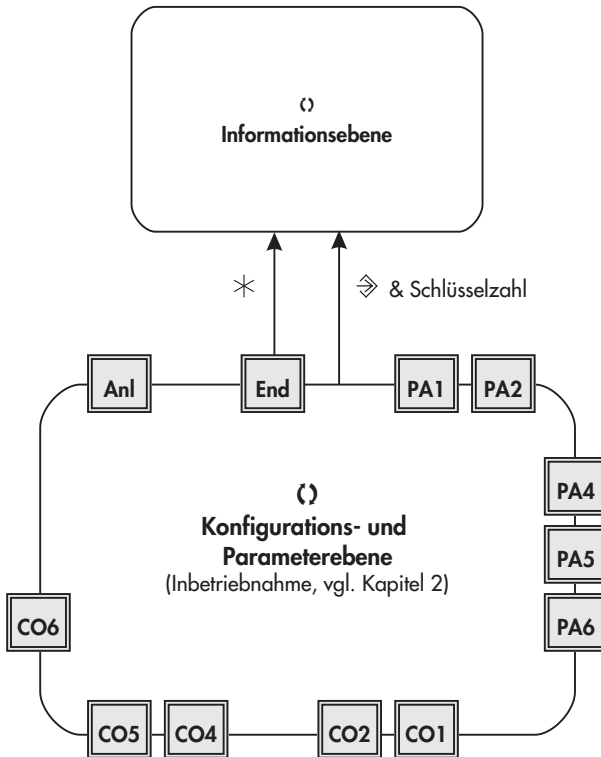 Informationsebene
& Schlüsselzahl
Anl
End
PA1
PA2
PA4
Konfigurations- und
Parameterebene
(Inbetriebnahme, vgl. Kapitel 2)
PA5
CO6
PA6
CO5
CO4
CO2
CO1